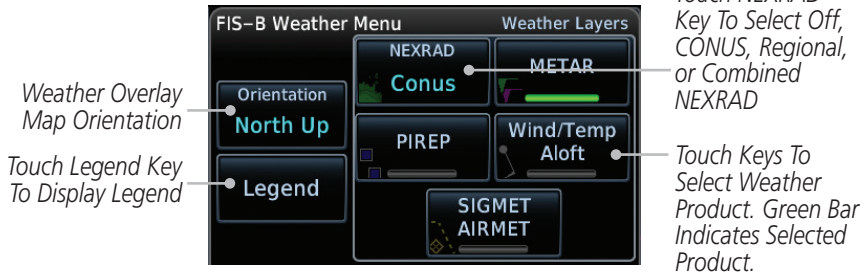 FIS-B Weather Menu
Weather Layers
NEXRAD
Conus
METAR
Orientation
North Up
PIREP
Wind/Temp
Aloft
Legend
SIGMET
AIRMET
Weather Overlay
Map Orientation
Touch Legend Key
To Display Legend
Touch NEXRAD
Key To Select Off,
CONUS, Regional,
or Combined
NEXRAD
Touch Keys To
Select Weather
Product. Green Bar
Indicates Selected
Product.